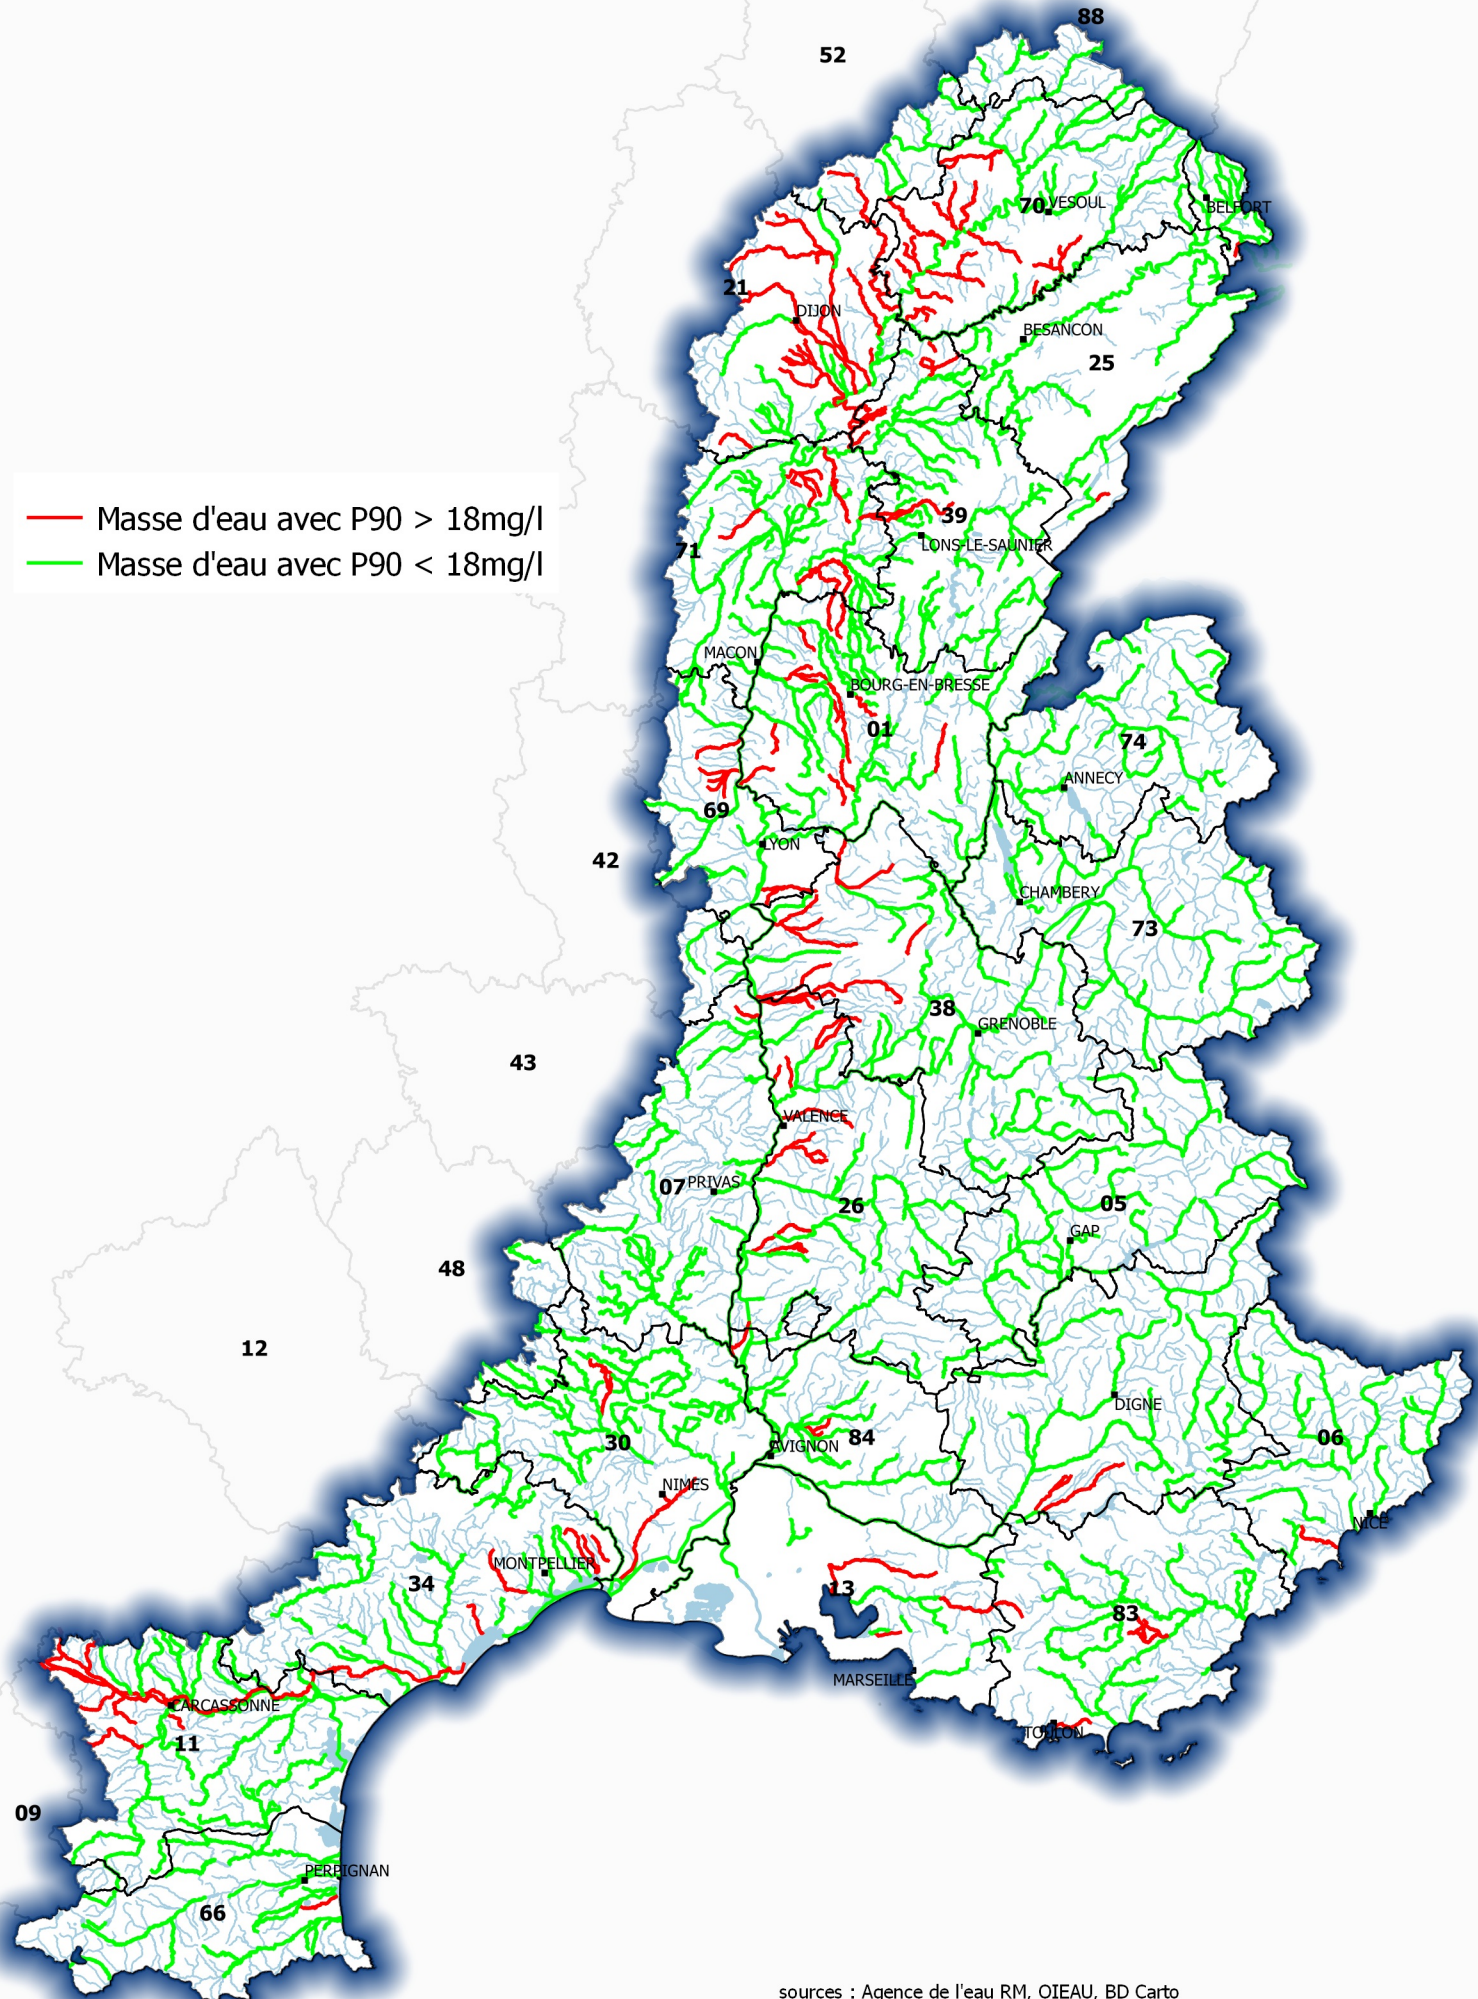 88
52
70
VESOUL
BELFORT
21
DIJON
BESANCON
25
Masse d'eau avec P90 > 18mg/l
39
LONS-LE-SAUNIER
71
Masse d'eau avec P90 < 18mg/l
MACON
BOURG-EN-BRESSE
01
74
ANNECY
69
LYON
42
CHAMBERY
73
38
GRENOBLE
43
VALENCE
07
PRIVAS
26
05
GAP
48
12
DIGNE
30
AVIGNON
84
06
NIMES
NICE
MONTPELLIER
34
13
83
MARSEILLE
CARCASSONNE
TOULON
11
09
PERPIGNAN
66
sources : Agence de l'eau RM, OIEAU, BD Carto